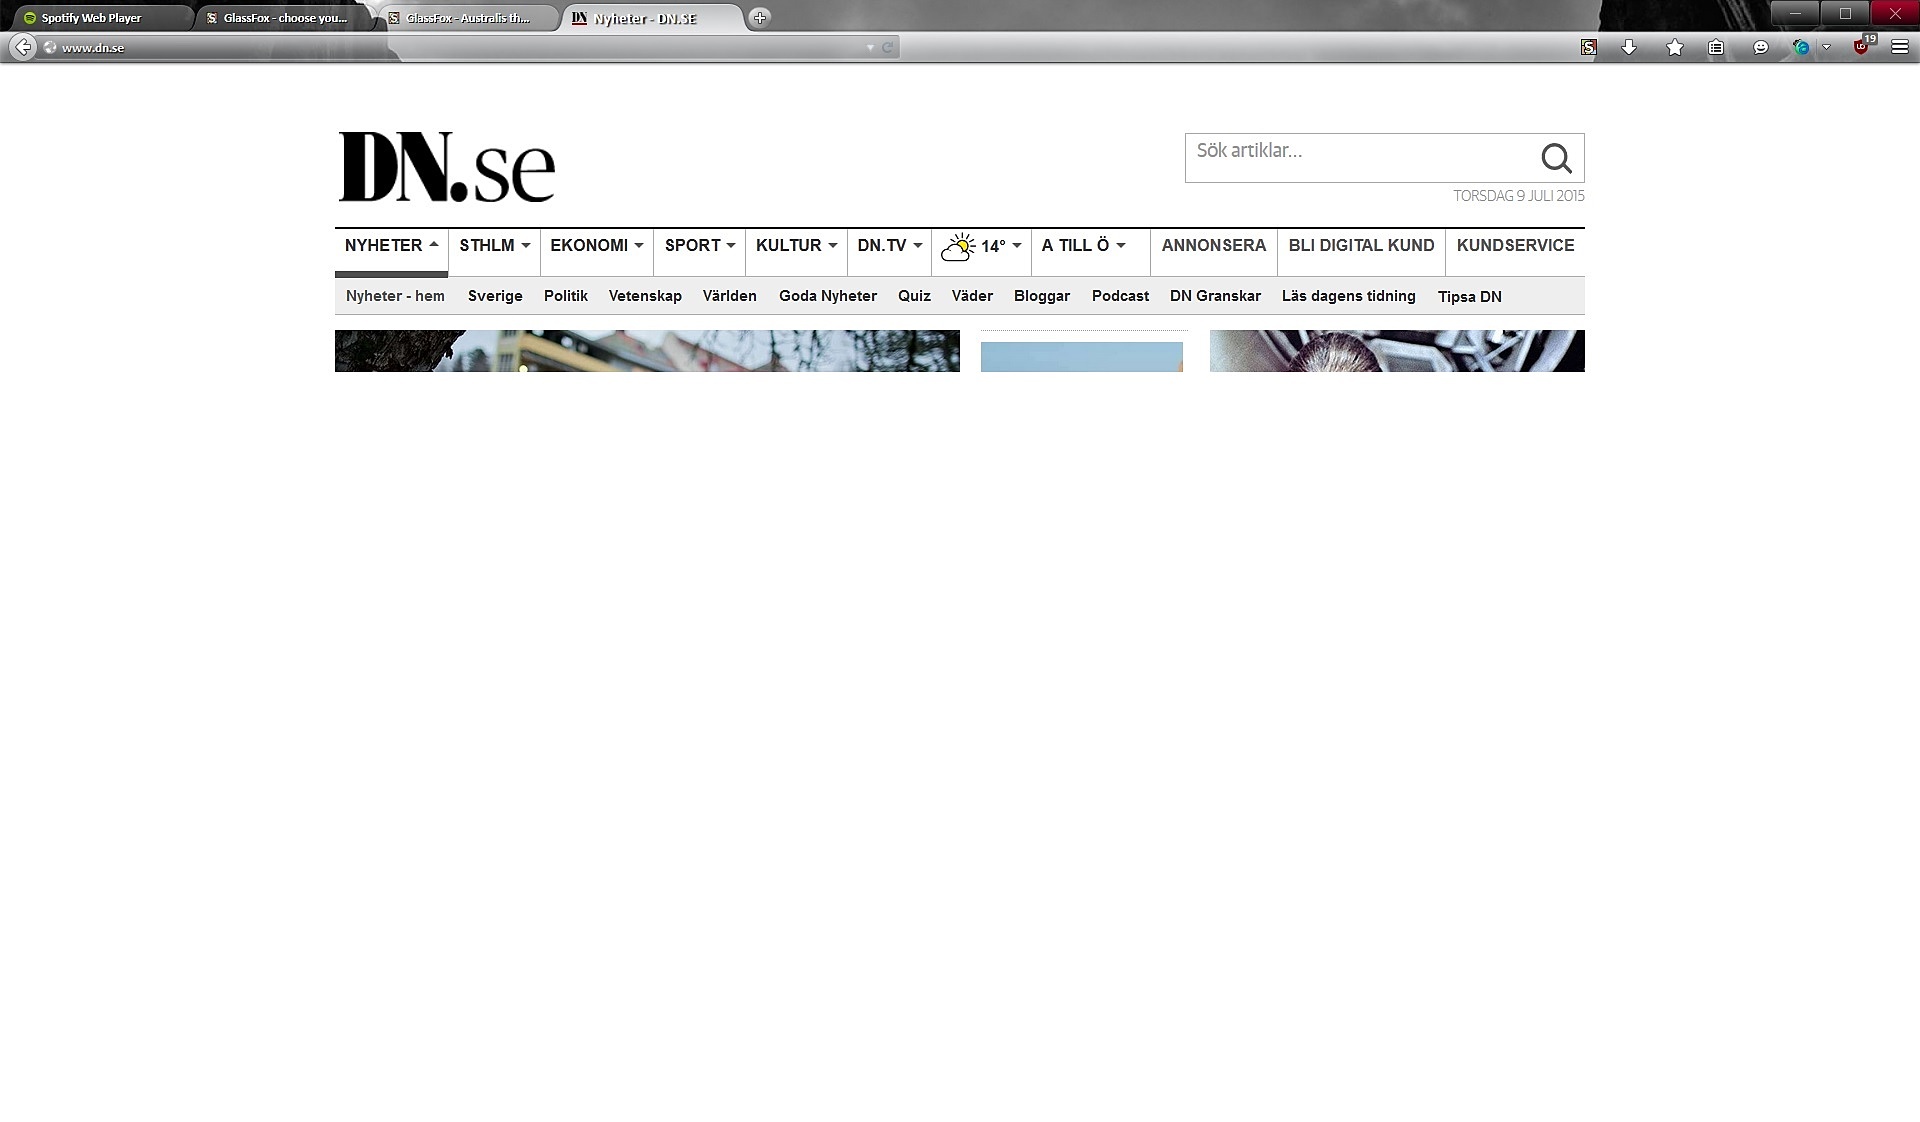 Spotify Web Player
GlassFox - choose you...
GlassFox - Australis th...
DN Nyheter - DN.SE
www.dn.se
19
DN.se
Sök artiklar...
TORSDAG 9 JULI 2015
NYHETER STHLM EKONOMI SPORT KULTUR DN.TV 14° A TILL Ö ANNONSERA BLI DIGITAL KUND KUNDSERVICE
Nyheter - hem Sverige Politik Vetenskap Världen Goda Nyheter Quiz Väder Bloggar Podcast DN Granskar Läs dagens tidning Tipsa DN